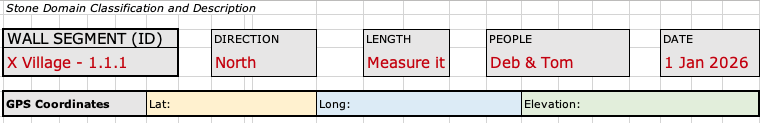 Stone Domain Classification and Description
WALL SEGMENT (ID) DIRECTION LENGTH PEOPLE DATE
X Village - 1.1.1 North Measure it Deb & Tom 1 Jan 2026
GPS Coordinates Lat: Long: Elevation: